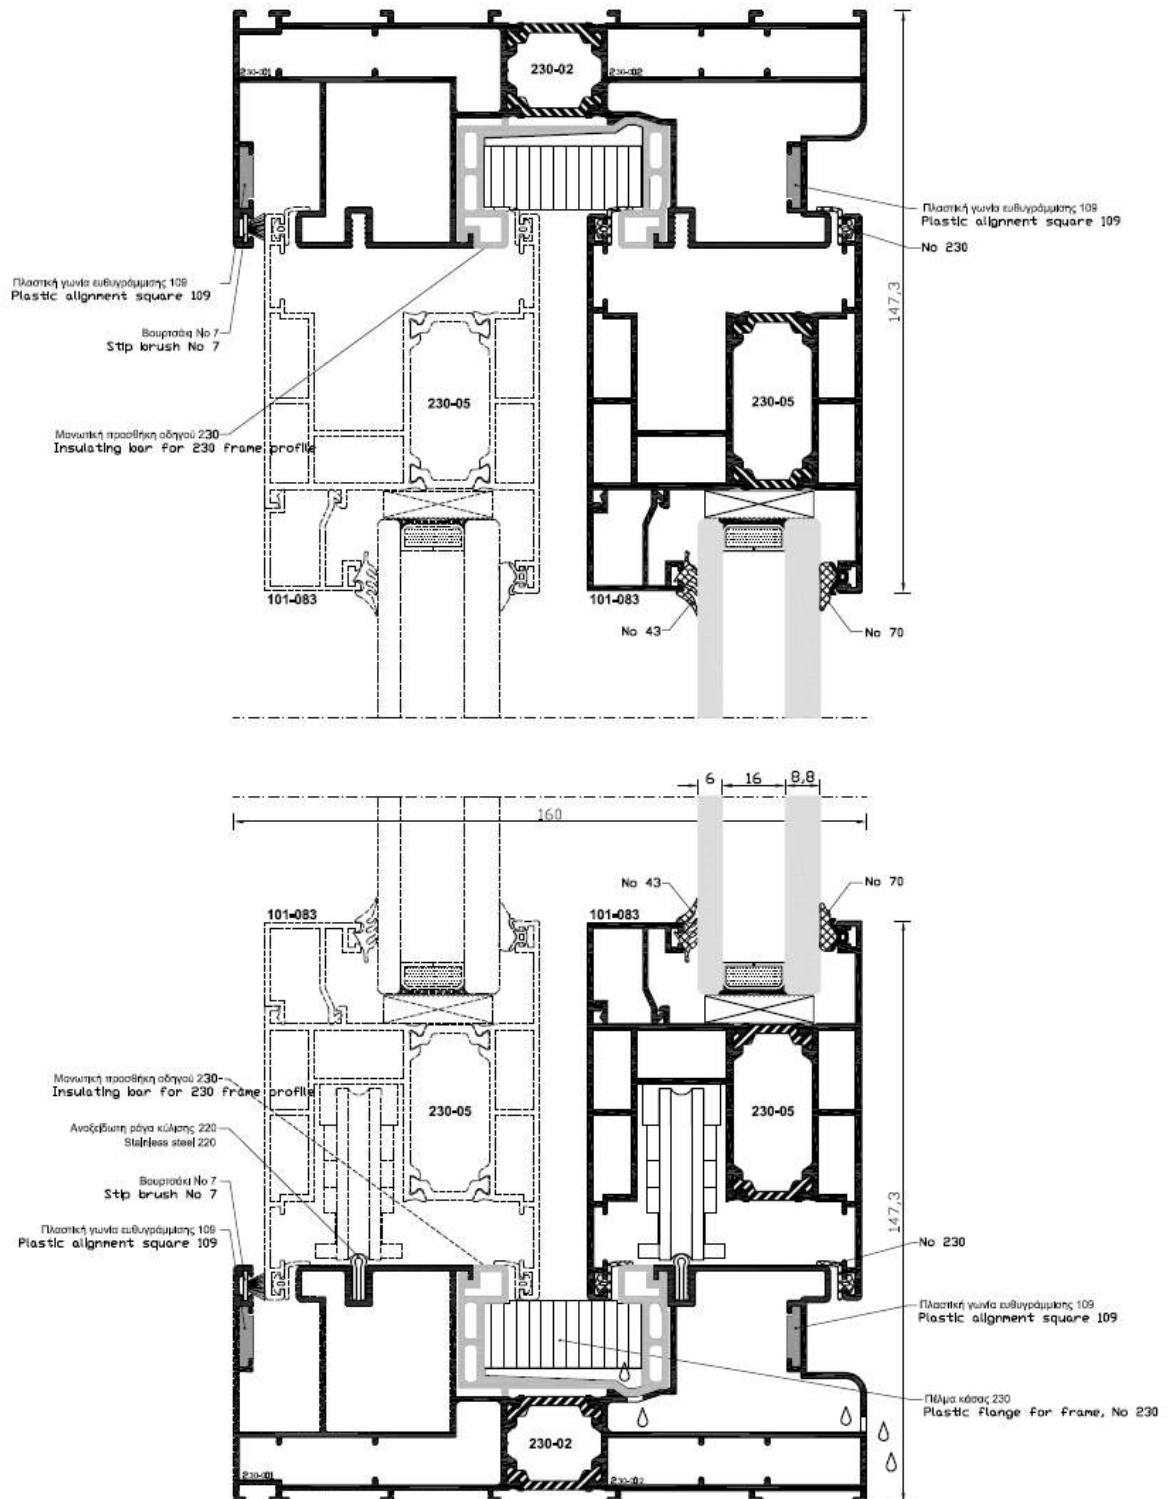 230-02
230-001
230-002
Πλαστική γωνία ευθυγράμμισης 109
Plastic alignment square 109
No 230
Πλαστική γωνία ευθυγράμμισης 109
Plastic alignment square 109
147,3
Βουρτσάκι No 7
Stip brush No 7
230-05
230-05
Μονωτική προσθήκη οδηγού 230
Insulating bar for 230 frame profile
101-083
101-083
No 43
No 70
6
16
8,8
160
No 43
No 70
101-083
101-083
Μονωτική προσθήκη οδηγού 230
Insulating bar for 230 frame profile
230-05
230-05
Ανοξείδωτη ράγα κύλισης 220
Stainless steel 220
Βουρτσάκι No 7
Stip brush No 7
147,3
Πλαστική γωνία ευθυγράμμισης 109
Plastic alignment square 109
No 230
Πλαστική γωνία ευθυγράμμισης 109
Plastic alignment square 109
Πέλμα κάσας 230
Plastic flange for frame, No 230
230-02
230-001
230-002